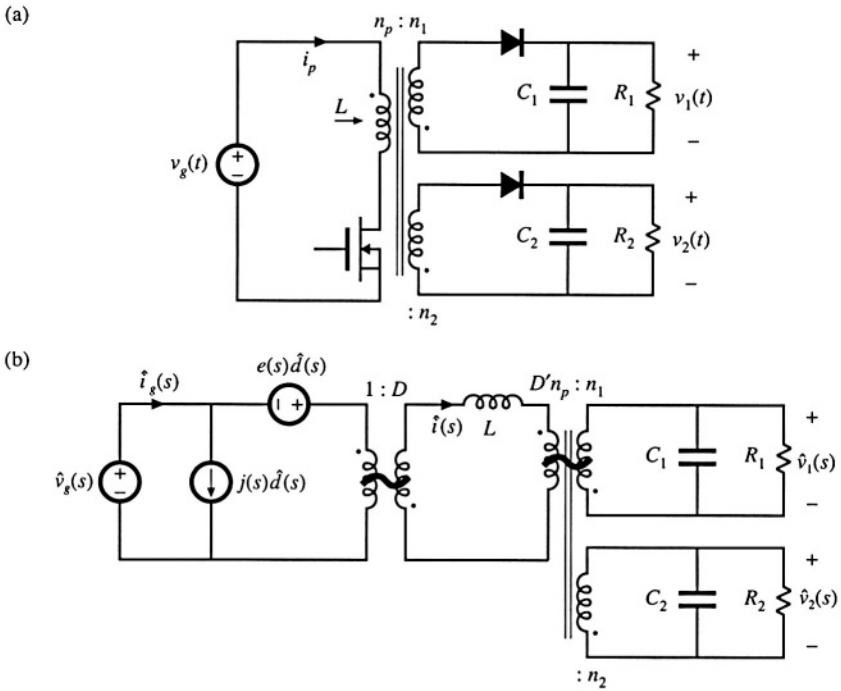 (a)
n_p : n_1
i_p
L
v_g(t)
+
−
C_1
R_1
+
v_1(t)
−
C_2
R_2
+
v_2(t)
−
: n_2
(b)
î_g(s)
e(s)d̂(s)
− +
1 : D
î(s)
L
D′n_p : n_1
v̂_g(s)
+
−
j(s)d̂(s)
C_1
R_1
+
v̂_1(s)
−
C_2
R_2
+
v̂_2(s)
−
: n_2